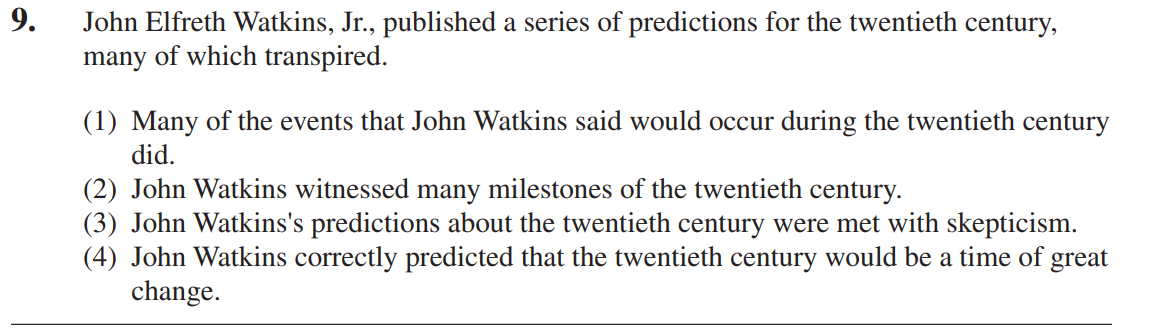 9. John Elfreth Watkins, Jr., published a series of predictions for the twentieth century,
many of which transpired.
(1) Many of the events that John Watkins said would occur during the twentieth century
did.
(2) John Watkins witnessed many milestones of the twentieth century.
(3) John Watkins's predictions about the twentieth century were met with skepticism.
(4) John Watkins correctly predicted that the twentieth century would be a time of great
change.